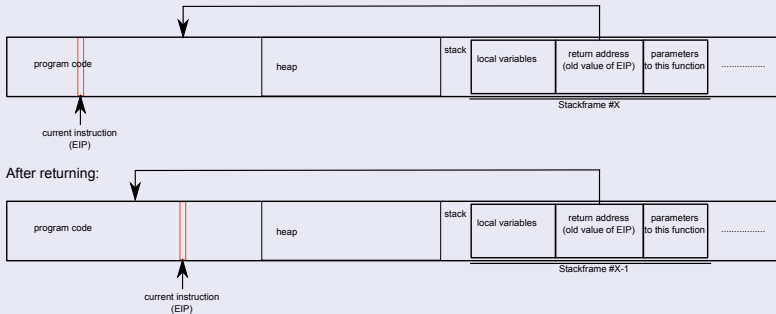 program code
heap
stack
local variables
return address
(old value of EIP)
parameters
to this function
................
Stackframe #X
current instruction
(EIP)
After returning:
program code
heap
stack
local variables
return address
(old value of EIP)
parameters
to this function
................
Stackframe #X-1
current instruction
(EIP)